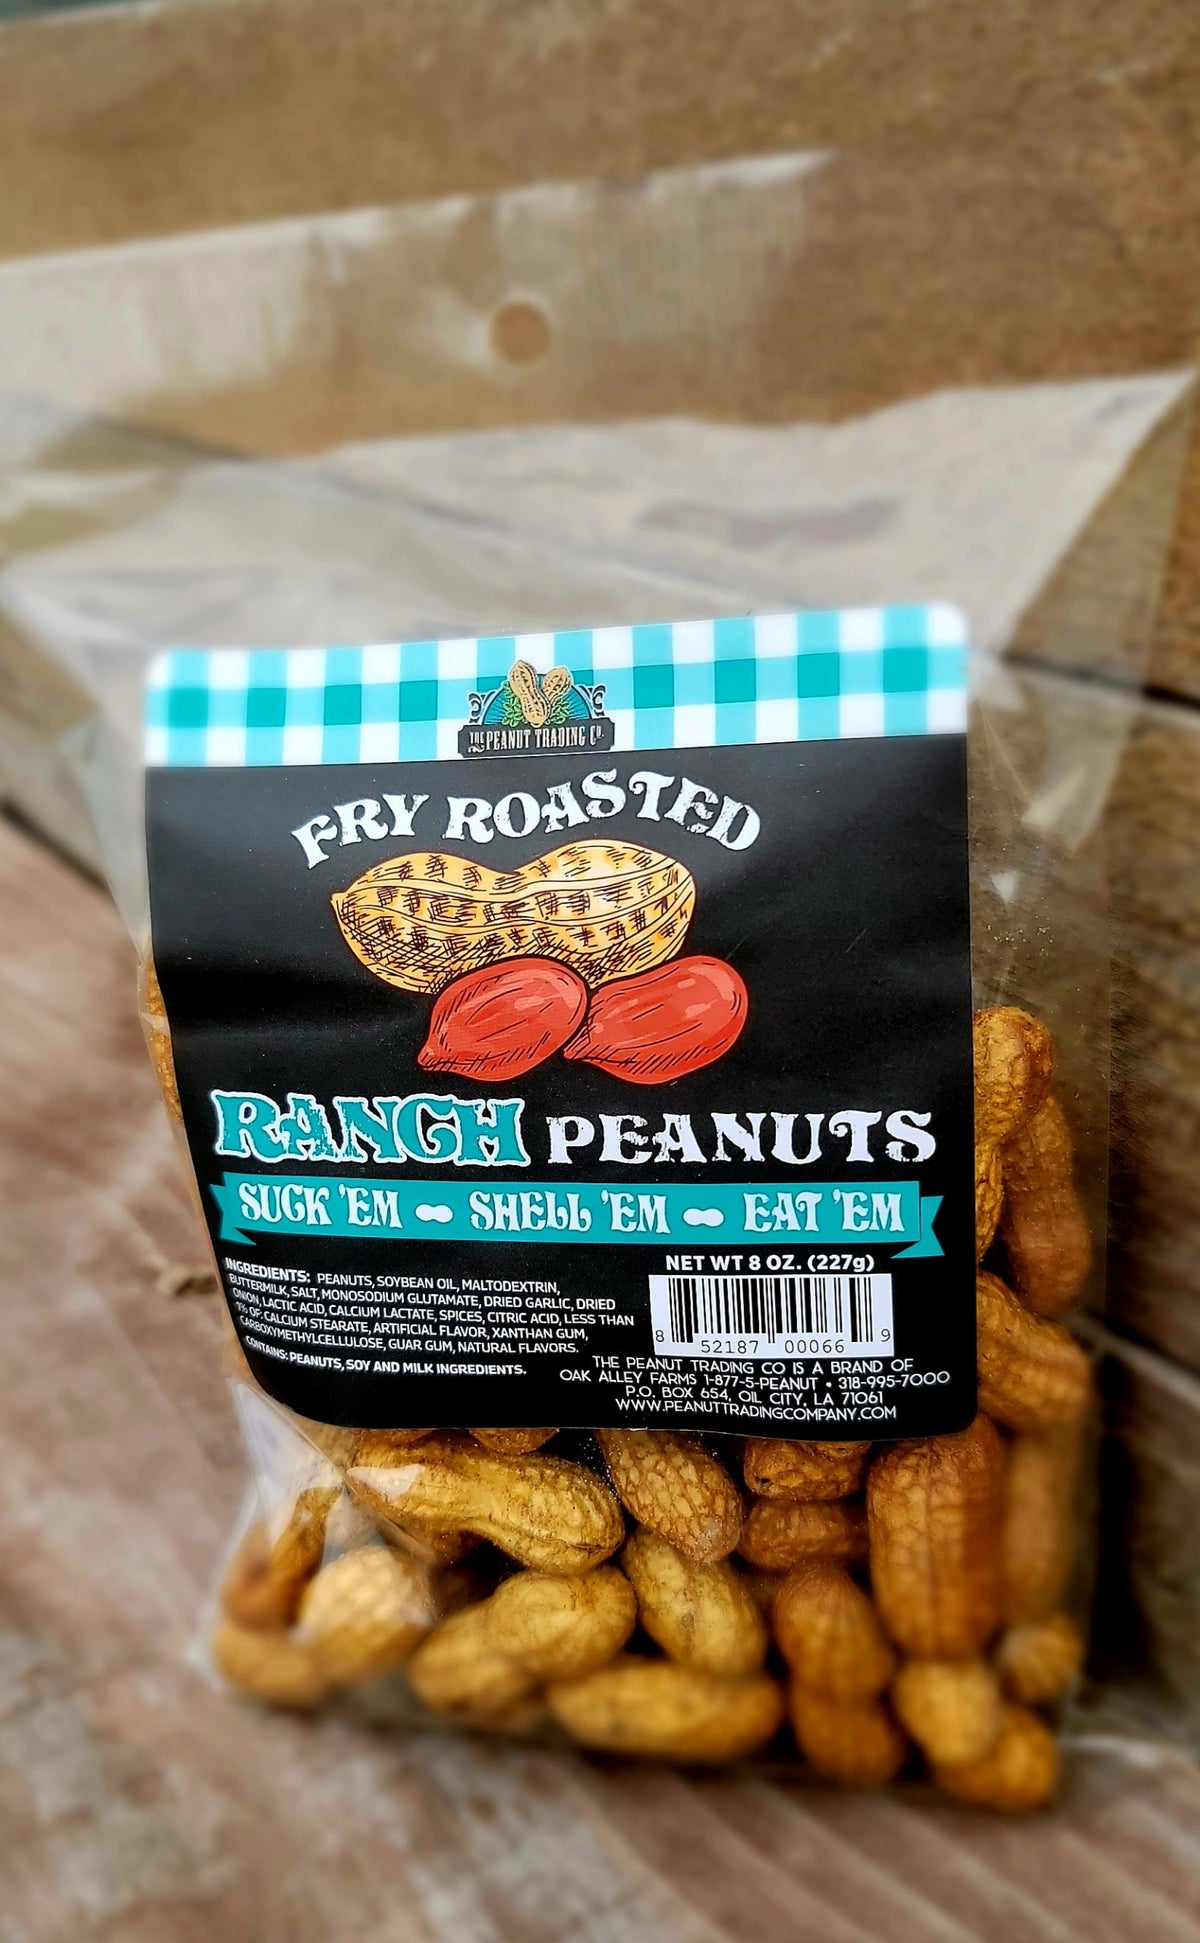 THE PEANUT TRADING CO.
FRY ROASTED
RANCH PEANUTS
SUCK 'EM SHELL 'EM EAT 'EM
INGREDIENTS: PEANUTS, SOYBEAN OIL, MALTODEXTRIN,
BUTTERMILK, SALT, MONOSODIUM GLUTAMATE, DRIED GARLIC, DRIED
ONION, LACTIC ACID, CALCIUM LACTATE, SPICES, CITRIC ACID, LESS THAN
1% OF: CALCIUM STEARATE, ARTIFICIAL FLAVOR, XANTHAN GUM,
CARBOXYMETHYLCELLULOSE, GUAR GUM, NATURAL FLAVORS.
CONTAINS: PEANUTS, SOY AND MILK INGREDIENTS.
NET WT 8 OZ. (227g)
8 52187 00066 9
THE PEANUT TRADING CO IS A BRAND OF
OAK ALLEY FARMS 1-877-5-PEANUT • 318-995-7000
P.O. BOX 654, OIL CITY, LA 71061
WWW.PEANUTTRADINGCOMPANY.COM